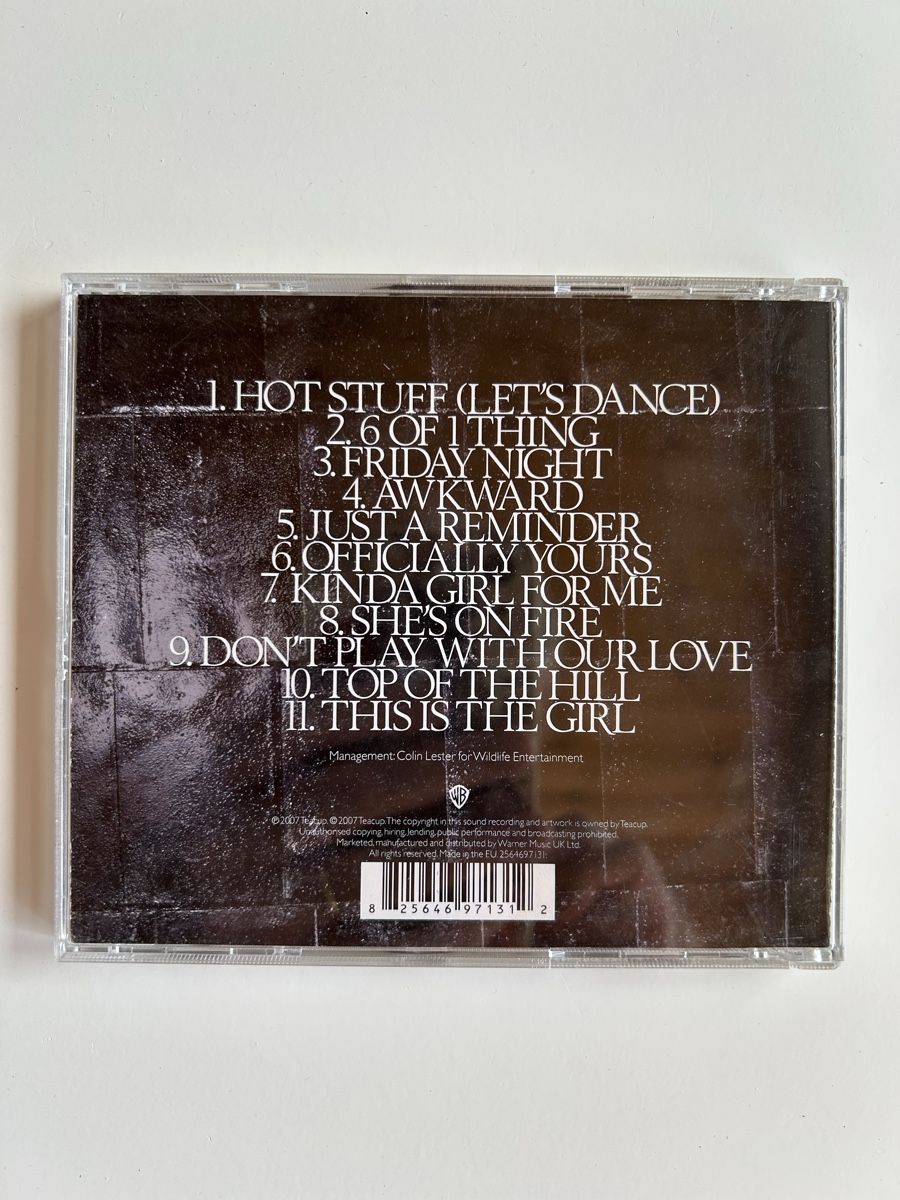 1. HOT STUFF (LET'S DANCE)
2. 6 OF 1 THING
3. FRIDAY NIGHT
4. AWKWARD
5. JUST A REMINDER
6. OFFICIALLY YOURS
7. KINDA GIRL FOR ME
8. SHE'S ON FIRE
9. DON'T PLAY WITH OUR LOVE
10. TOP OF THE HILL
11. THIS IS THE GIRL
Management: Colin Lester for Wildlife Entertainment
WB
℗ 2007 Teacup. © 2007 Teacup. The copyright in this sound recording and artwork is owned by Teacup.
Unauthorised copying, hiring, lending, public performance and broadcasting prohibited.
Marketed, manufactured and distributed by Warner Music UK Ltd.
All rights reserved. Made in the EU. 2564697131.
8 25646 97131 2